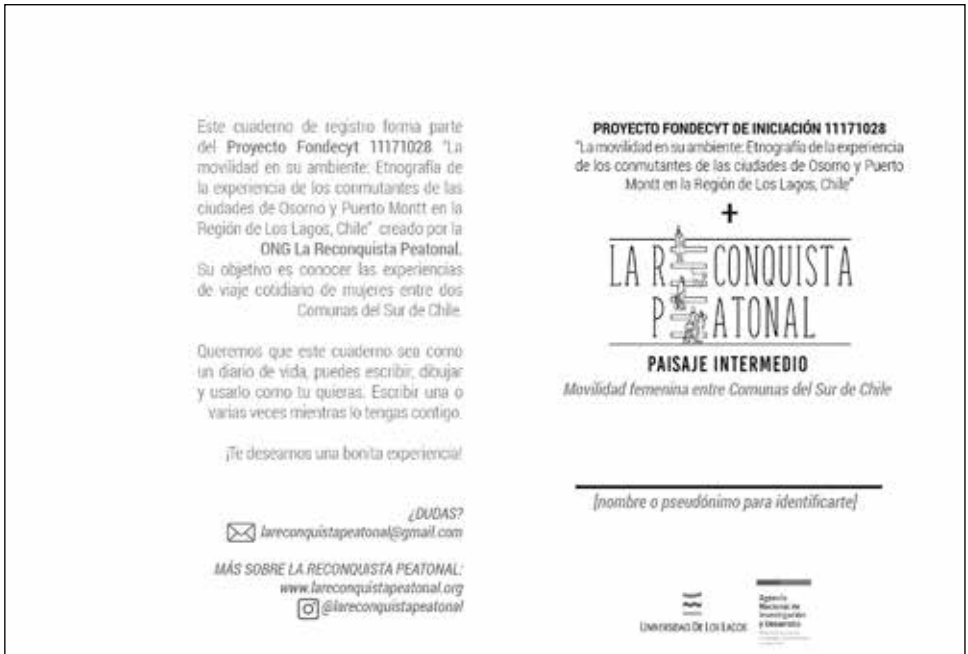 Este cuaderno de registro forma parte
del Proyecto Fondecyt 11171028 "La
movilidad en su ambiente: Etnografía de
la experiencia de los conmutantes de las
ciudades de Osorno y Puerto Montt en la
Región de Los Lagos, Chile" creado por la
ONG La Reconquista Peatonal.
Su objetivo es conocer las experiencias
de viaje cotidiano de mujeres entre dos
Comunas del Sur de Chile.
Queremos que este cuaderno sea como
un diario de vida, puedes escribir, dibujar
y usarlo como tu quieras. Escribir una o
varias veces mientras lo tengas contigo.
¡Te deseamos una bonita experiencia!
¿DUDAS?
lareconquistapeatonal@gmail.com
MÁS SOBRE LA RECONQUISTA PEATONAL:
www.lareconquistapeatonal.org
@lareconquistapeatonal
PROYECTO FONDECYT DE INICIACIÓN 11171028
"La movilidad en su ambiente: Etnografía de la experiencia
de los conmutantes de las ciudades de Osorno y Puerto
Montt en la Región de Los Lagos, Chile"
+
LA RECONQUISTA
PEATONAL
PAISAJE INTERMEDIO
Movilidad femenina entre Comunas del Sur de Chile
[nombre o pseudónimo para identificarte]
UNIVERSIDAD DE LOS LAGOS
Agencia
Nacional de
Investigación
y Desarrollo